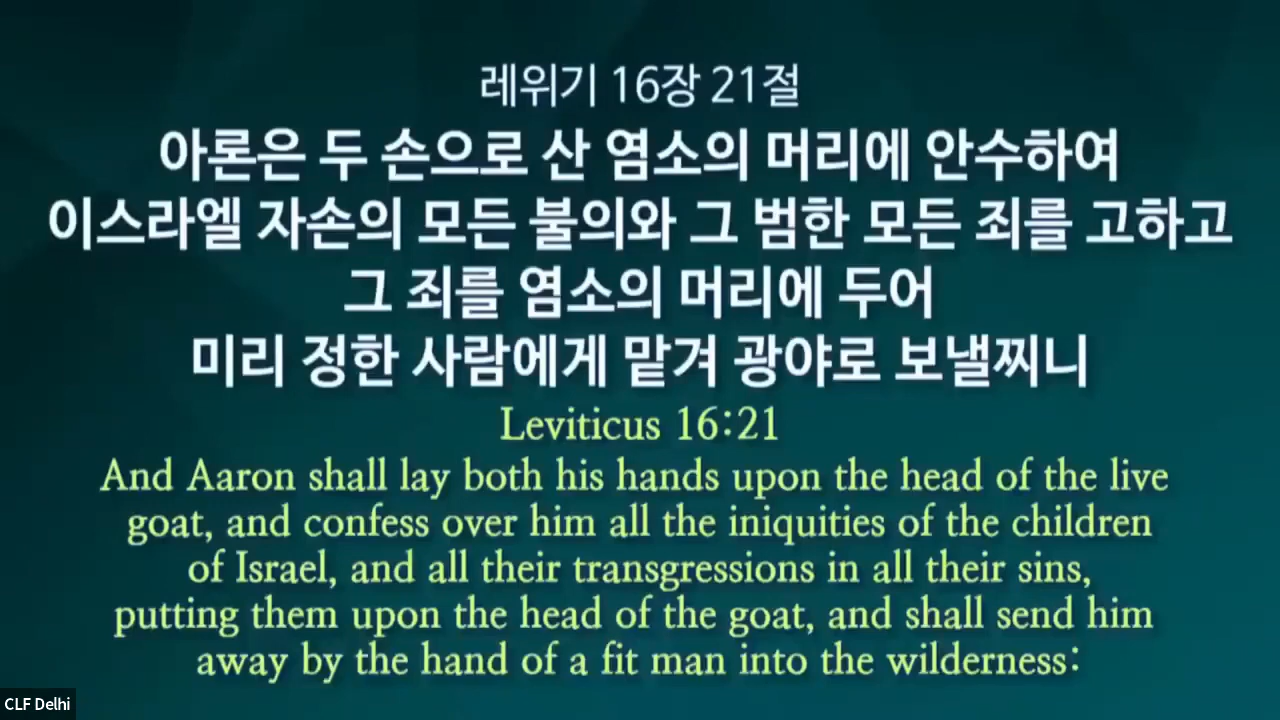 레위기 16장 21절
아론은 두 손으로 산 염소의 머리에 안수하여
이스라엘 자손의 모든 불의와 그 범한 모든 죄를 고하고
그 죄를 염소의 머리에 두어
미리 정한 사람에게 맡겨 광야로 보낼찌니
Leviticus 16:21
And Aaron shall lay both his hands upon the head of the live
goat, and confess over him all the iniquities of the children
of Israel, and all their transgressions in all their sins,
putting them upon the head of the goat, and shall send him
away by the hand of a fit man into the wilderness:
CLF Delhi